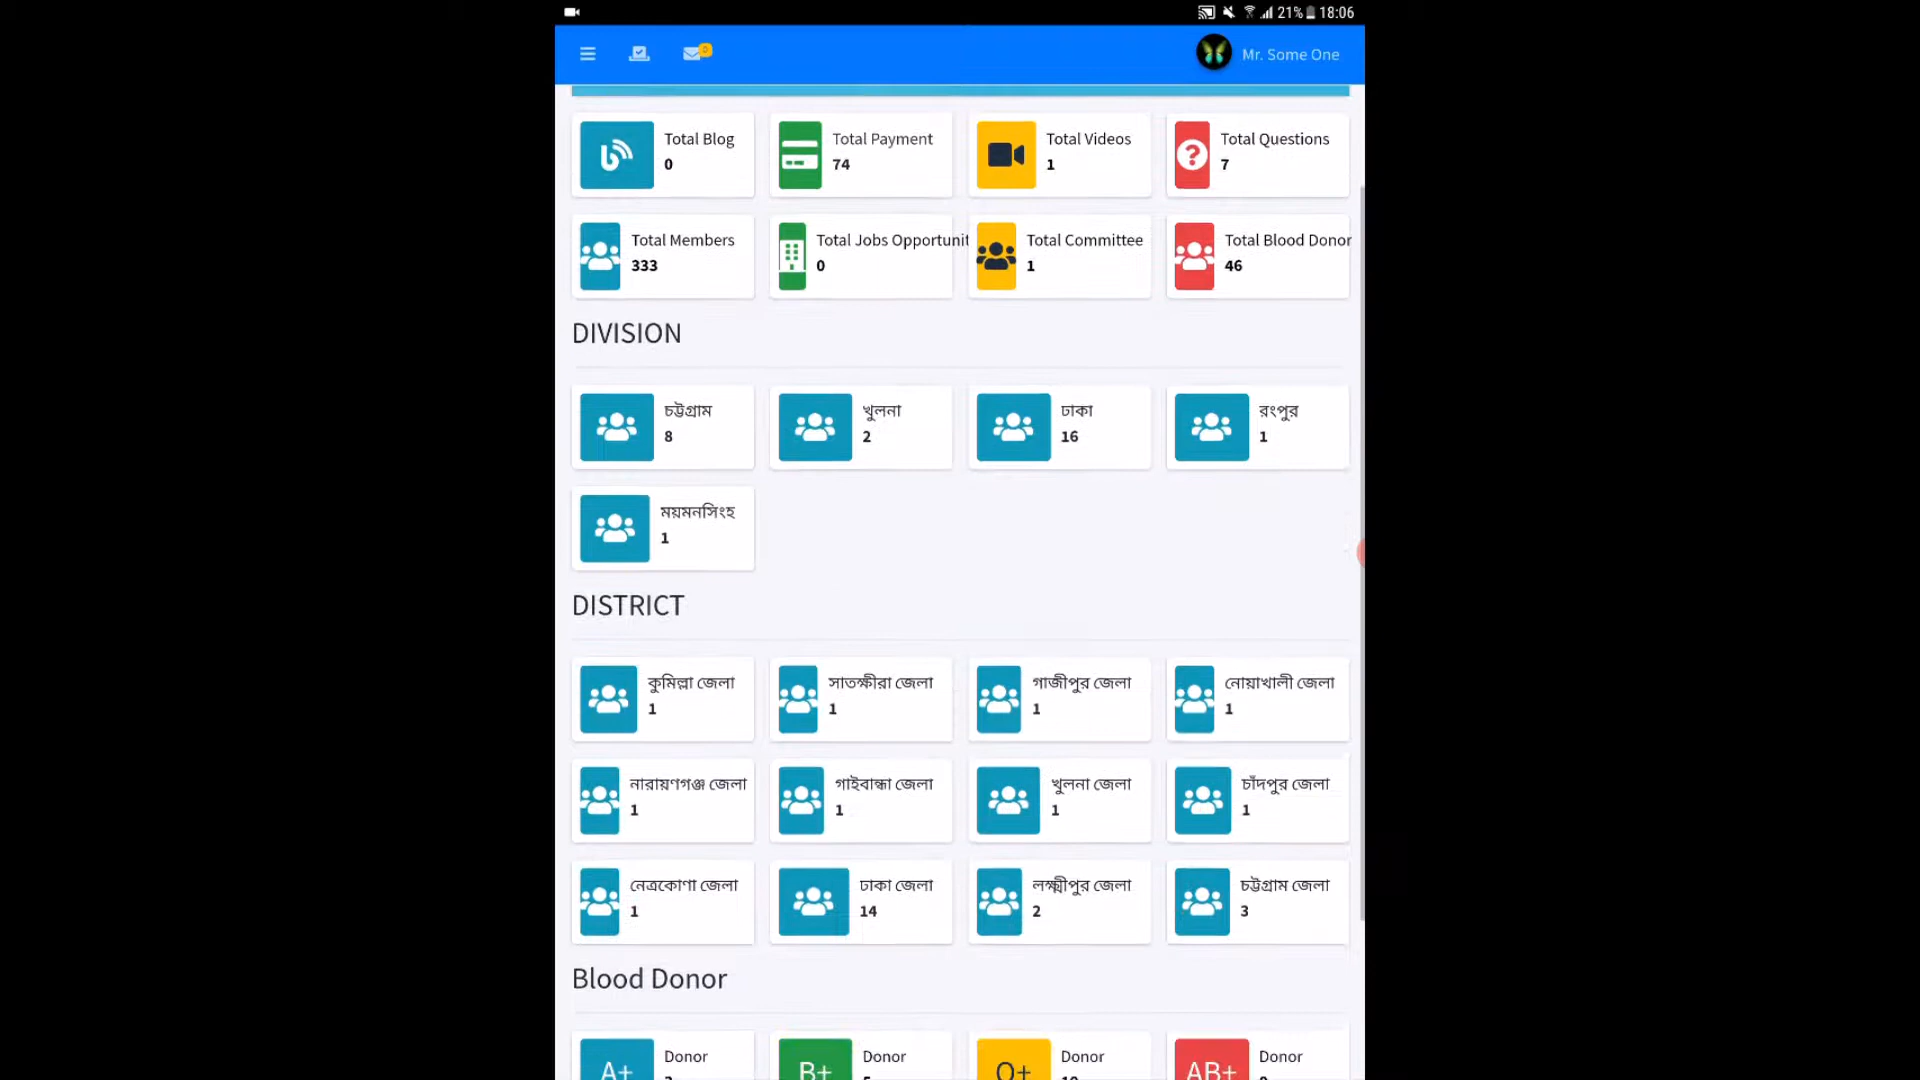 21% 18:06
Mr. Some One
Total Blog
0
Total Payment
74
Total Videos
1
Total Questions
7
Total Members
333
Total Jobs Opportunit
0
Total Committee
1
Total Blood Donor
46
DIVISION
চট্টগ্রাম
8
খুলনা
2
ঢাকা
16
রংপুর
1
ময়মনসিংহ
1
DISTRICT
কুমিল্লা জেলা
1
সাতক্ষীরা জেলা
1
গাজীপুর জেলা
1
নোয়াখালী জেলা
1
নারায়ণগঞ্জ জেলা
1
গাইবান্ধা জেলা
1
খুলনা জেলা
1
চাঁদপুর জেলা
1
নেত্রকোণা জেলা
1
ঢাকা জেলা
14
লক্ষ্মীপুর জেলা
2
চট্টগ্রাম জেলা
3
Blood Donor
A+ Donor
B+ Donor
O+ Donor
AB+ Donor